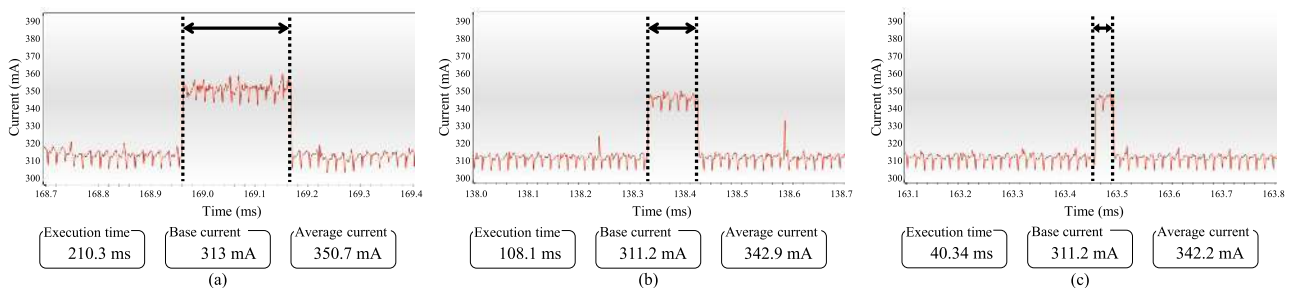 390
380
370
360
350
340
330
320
310
300
Current (mA)
168.7 168.8 168.9 169.0 169.1 169.2 169.3 169.4
Time (ms)
Execution time
210.3 ms
Base current
313 mA
Average current
350.7 mA
(a)
390
380
370
360
350
340
330
320
310
300
Current (mA)
138.0 138.1 138.2 138.3 138.4 138.5 138.6 138.7
Time (ms)
Execution time
108.1 ms
Base current
311.2 mA
Average current
342.9 mA
(b)
390
380
370
360
350
340
330
320
310
300
Current (mA)
163.1 163.2 163.3 163.4 163.5 163.6 163.7 163.8
Time (ms)
Execution time
40.34 ms
Base current
311.2 mA
Average current
342.2 mA
(c)